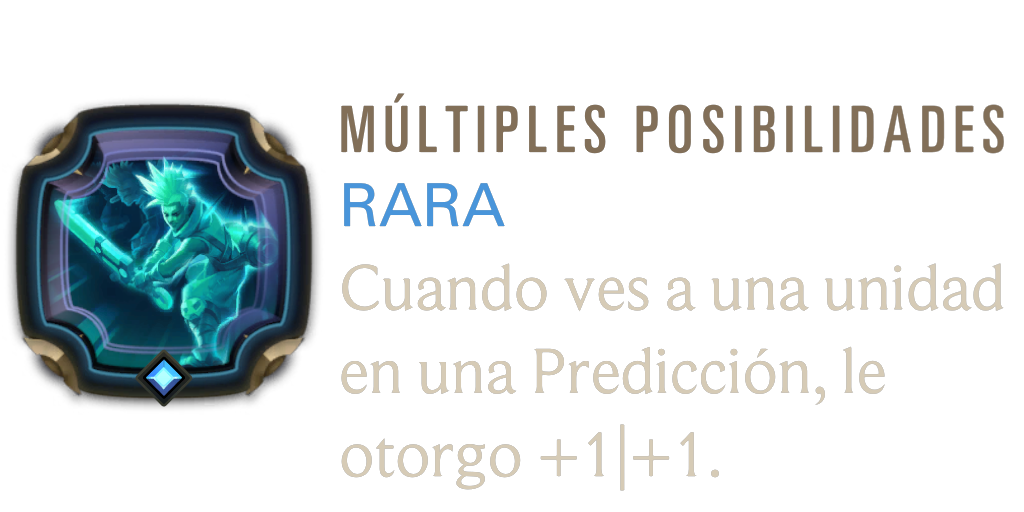 MÚLTIPLES POSIBILIDADES
RARA
Cuando ves a una unidad
en una Predicción, le
otorgo +1|+1.